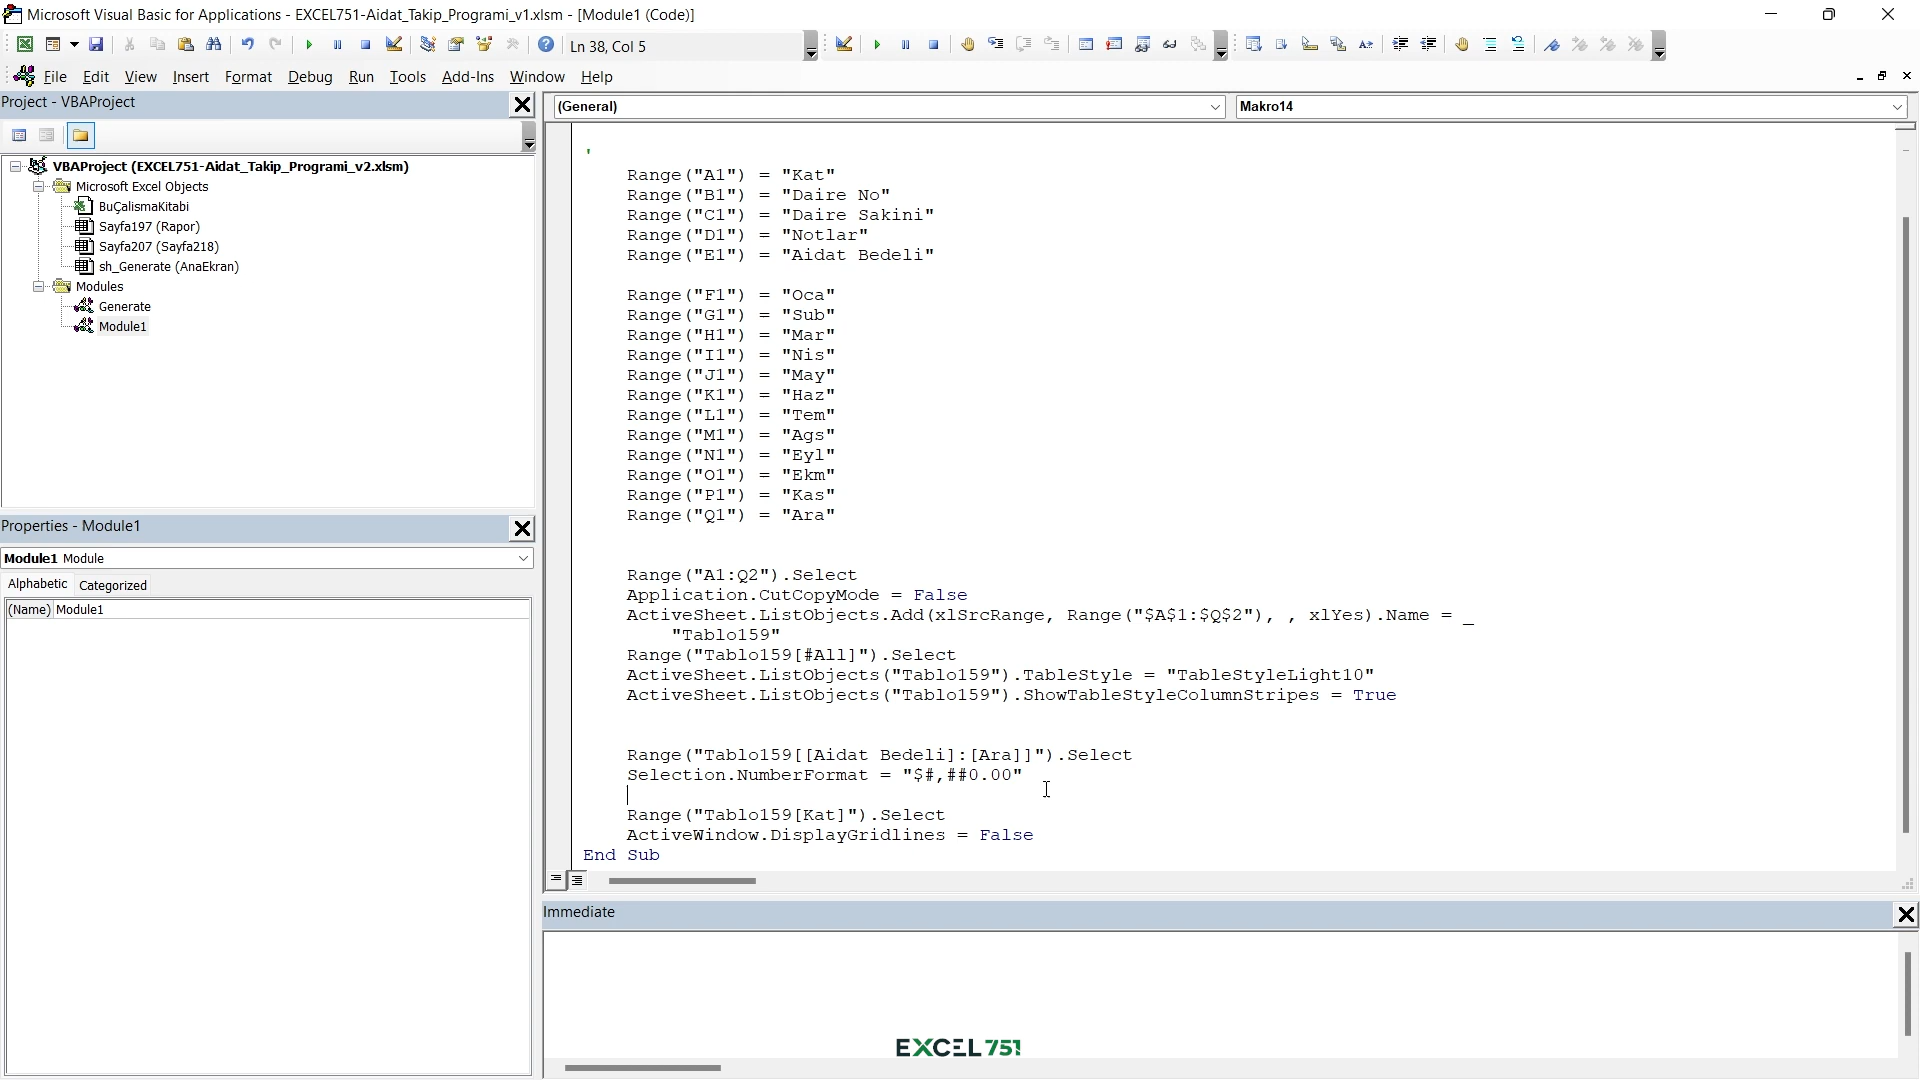 Microsoft Visual Basic for Applications - EXCEL751-Aidat_Takip_Programi_v1.xlsm - [Module1 (Code)]
Ln 38, Col 5
File Edit View Insert Format Debug Run Tools Add-Ins Window Help
Project - VBAProject
VBAProject (EXCEL751-Aidat_Takip_Programi_v2.xlsm)
Microsoft Excel Objects
BuÇalismaKitabi
Sayfa197 (Rapor)
Sayfa207 (Sayfa218)
sh_Generate (AnaEkran)
Modules
Generate
Module1
Properties - Module1
Module1 Module
Alphabetic Categorized
(Name) Module1
(General) Makro14
'
Range("A1") = "Kat"
Range("B1") = "Daire No"
Range("C1") = "Daire Sakini"
Range("D1") = "Notlar"
Range("E1") = "Aidat Bedeli"
Range("F1") = "Oca"
Range("G1") = "Sub"
Range("H1") = "Mar"
Range("I1") = "Nis"
Range("J1") = "May"
Range("K1") = "Haz"
Range("L1") = "Tem"
Range("M1") = "Ags"
Range("N1") = "Eyl"
Range("O1") = "Ekm"
Range("P1") = "Kas"
Range("Q1") = "Ara"
Range("A1:Q2").Select
Application.CutCopyMode = False
ActiveSheet.ListObjects.Add(xlSrcRange, Range("$A$1:$Q$2"), , xlYes).Name = _
"Tablo159"
Range("Tablo159[#All]").Select
ActiveSheet.ListObjects("Tablo159").TableStyle = "TableStyleLight10"
ActiveSheet.ListObjects("Tablo159").ShowTableStyleColumnStripes = True
Range("Tablo159[[Aidat Bedeli]:[Ara]]").Select
Selection.NumberFormat = "$#,##0.00"
Range("Tablo159[Kat]").Select
ActiveWindow.DisplayGridlines = False
End Sub
Immediate
EXCEL 751